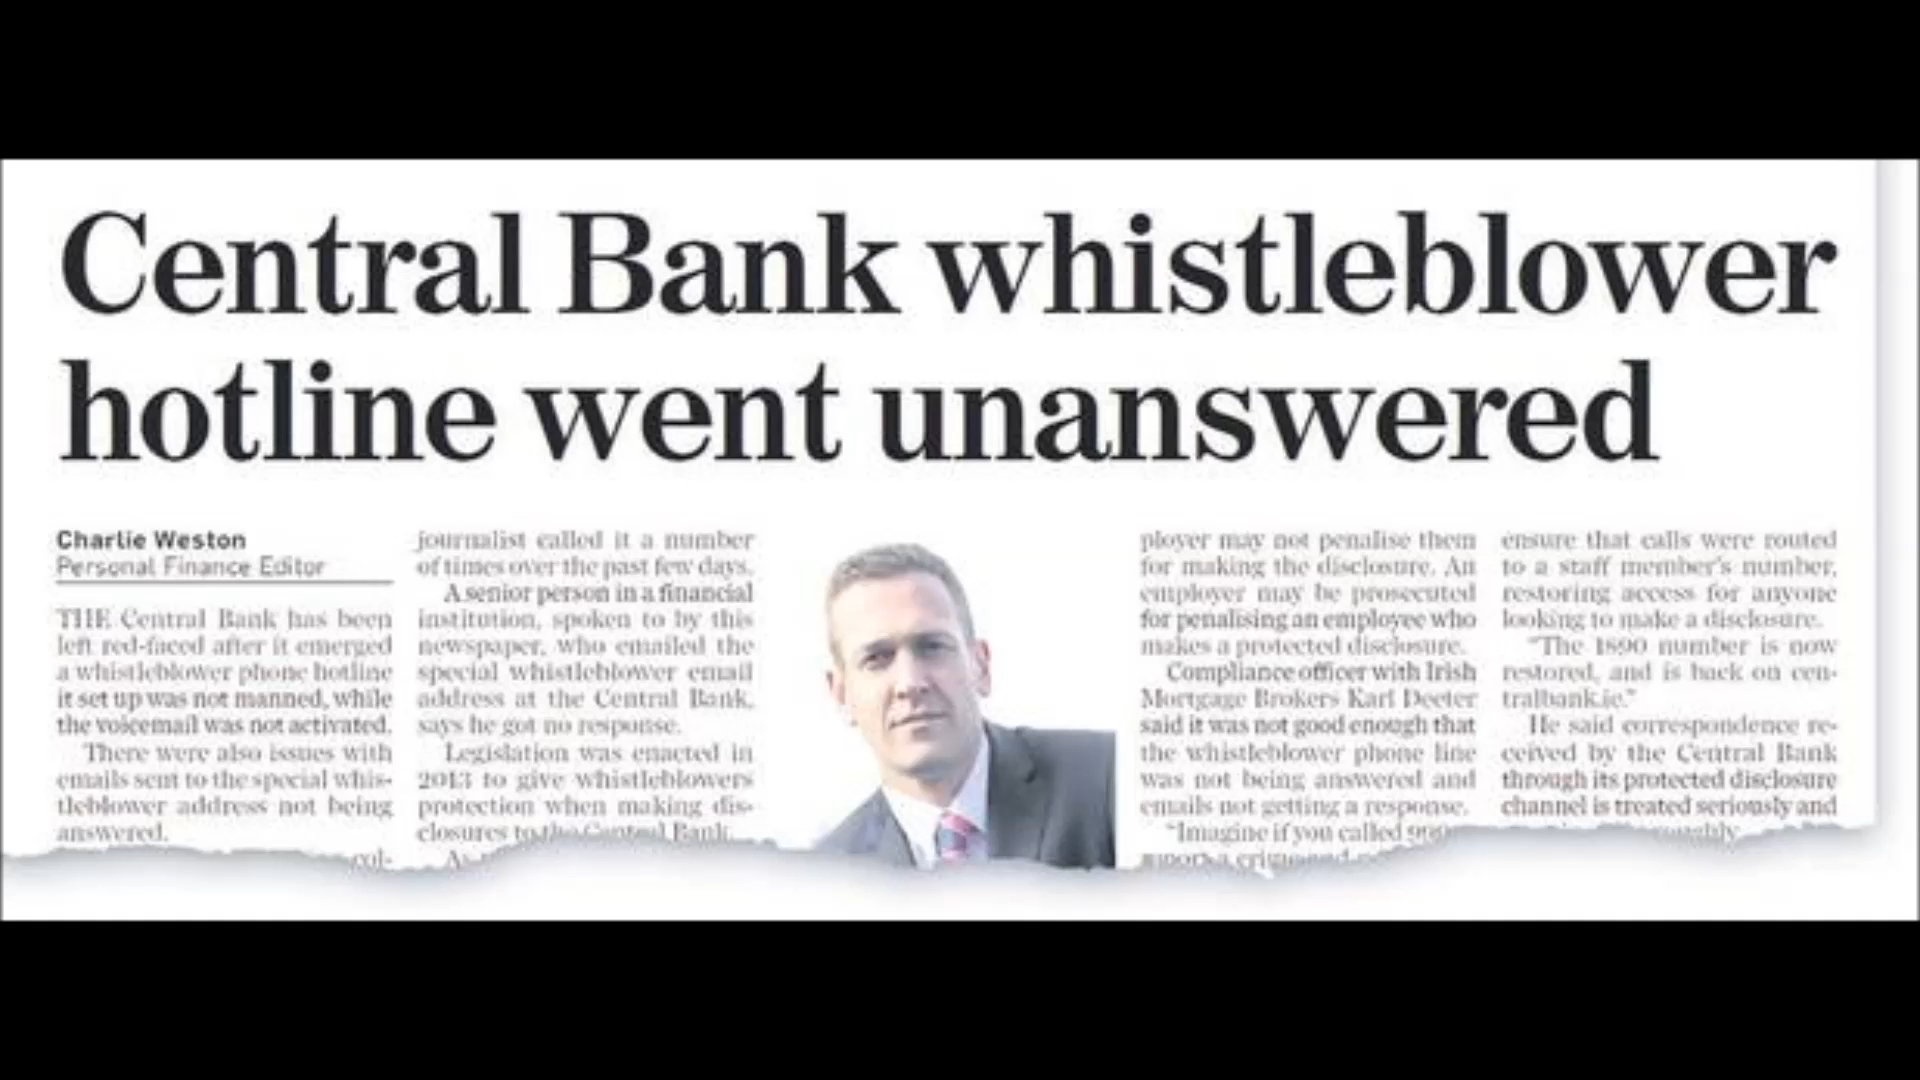 Central Bank whistleblower
hotline went unanswered
Charlie Weston
Personal Finance Editor
THE Central Bank has been
left red-faced after it emerged
a whistleblower phone hotline
it set up was not manned, while
the voicemail was not activated.
There were also issues with
emails sent to the special whis-
tleblower address not being
answered.
col-
journalist called it a number
of times over the past few days.
A senior person in a financial
institution, spoken to by this
newspaper, who emailed the
special whistleblower email
address at the Central Bank,
says he got no response.
Legislation was enacted in
2013 to give whistleblowers
protection when making dis-
closures to the Central Bank.
ployer may not penalise them
for making the disclosure. An
employer may be prosecuted
for penalising an employee who
makes a protected disclosure.
Compliance officer with Irish
Mortgage Brokers Karl Deeter
said it was not good enough that
the whistleblower phone line
was not being answered and
emails not getting a response.
"Imagine if you called 999
a crime
ensure that calls were routed
to a staff member's number,
restoring access for anyone
looking to make a disclosure.
"The 1890 number is now
restored, and is back on cen-
tralbank.ie."
He said correspondence re-
ceived by the Central Bank
through its protected disclosure
channel is treated seriously and